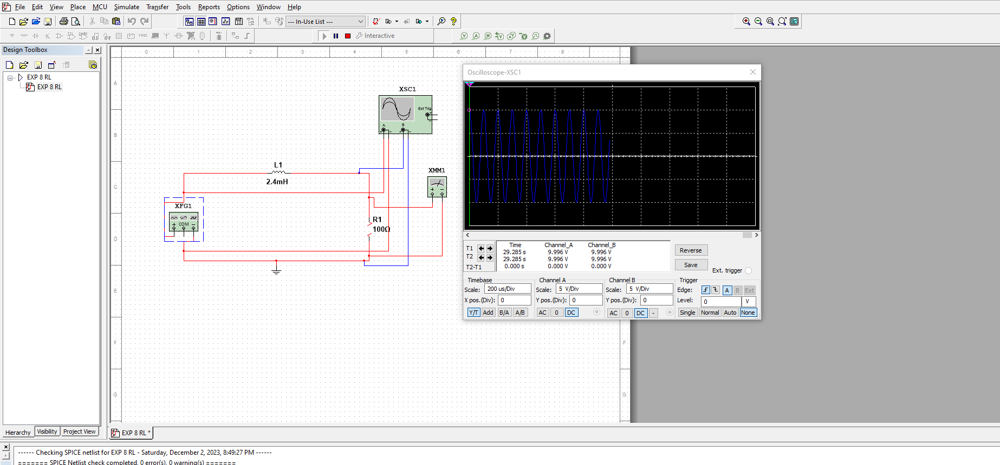 File Edit View Place MCU Simulate Transfer Tools Reports Options Window Help
--- In-Use List ---
Interactive
Design Toolbox
EXP 8 RL
EXP 8 RL
0 1 2 3 4 5 6 7 8
A
B
C
D
E
F
G
F
G
XSC1
Ext Trig
A B
L1
2.4mH
XMM1
XFG1
COM
R1
100Ω
Oscilloscope-XSC1
Time Channel_A Channel_B
T1 29.285 s 9.996 V 9.996 V
T2 29.285 s 9.996 V 9.996 V
T2-T1 0.000 s 0.000 V 0.000 V
Reverse
Save
Ext. trigger
Timebase Channel A Channel B Trigger
Scale: 200 us/Div Scale: 5 V/Div Scale: 5 V/Div Edge: A B Ext
X pos.(Div): 0 Y pos.(Div): 0 Y pos.(Div): 0 Level: 0 V
Y/T Add B/A A/B AC 0 DC AC 0 DC - Single Normal Auto None
Hierarchy Visibility Project View
EXP 8 RL *
------ Checking SPICE netlist for EXP 8 RL - Saturday, December 2, 2023, 8:49:27 PM ------
======= SPICE Netlist check completed, 0 error(s), 0 warning(s) =======